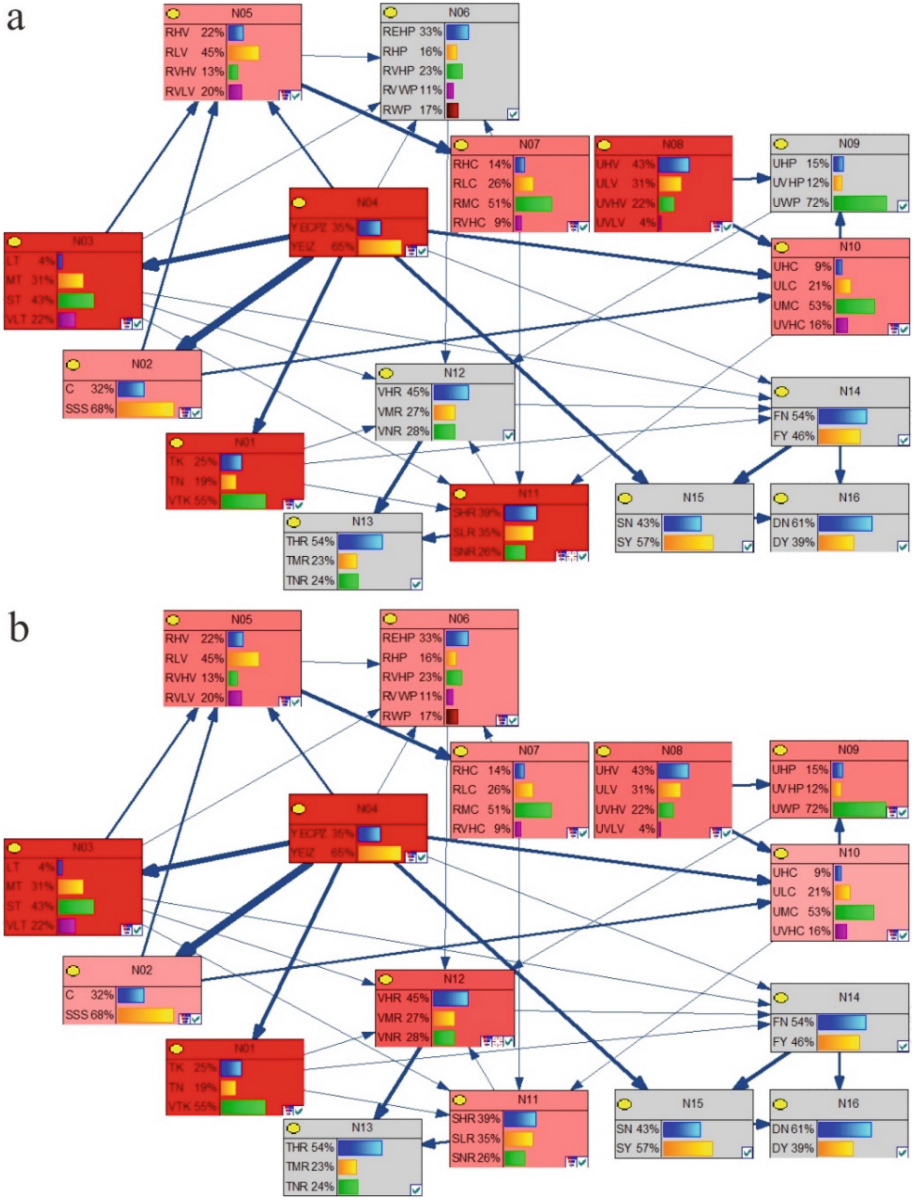 a
N05
RHV 22%
RLV 45%
RVHV 13%
RVLV 20%
N06
REHP 33%
RHP 16%
RVHP 23%
RVWP 11%
RWP 17%
N07
RHC 14%
RLC 26%
RMC 51%
RVHC 9%
N08
UHV 43%
ULV 31%
UVHV 22%
UVLV 4%
N09
UHP 15%
UVHP 12%
UWP 72%
N04
YECPIZ 35%
YEIZ 65%
N03
LT 4%
MT 31%
ST 43%
VLT 22%
N10
UHC 9%
ULC 21%
UMC 53%
UVHC 16%
N02
C 32%
SSS 68%
N12
VHR 45%
VMR 27%
VNR 28%
N14
FN 54%
FY 46%
N01
TK 25%
TN 19%
VTK 55%
N11
SHR 39%
SLR 35%
SNR 26%
N13
THR 54%
TMR 23%
TNR 24%
N15
SN 43%
SY 57%
N16
DN 61%
DY 39%
b
N05
RHV 22%
RLV 45%
RVHV 13%
RVLV 20%
N06
REHP 33%
RHP 16%
RVHP 23%
RVWP 11%
RWP 17%
N07
RHC 14%
RLC 26%
RMC 51%
RVHC 9%
N08
UHV 43%
ULV 31%
UVHV 22%
UVLV 4%
N09
UHP 15%
UVHP 12%
UWP 72%
N04
YECPIZ 35%
YEIZ 65%
N03
LT 4%
MT 31%
ST 43%
VLT 22%
N10
UHC 9%
ULC 21%
UMC 53%
UVHC 16%
N02
C 32%
SSS 68%
N12
VHR 45%
VMR 27%
VNR 28%
N14
FN 54%
FY 46%
N01
TK 25%
TN 19%
VTK 55%
N11
SHR 39%
SLR 35%
SNR 26%
N13
THR 54%
TMR 23%
TNR 24%
N15
SN 43%
SY 57%
N16
DN 61%
DY 39%